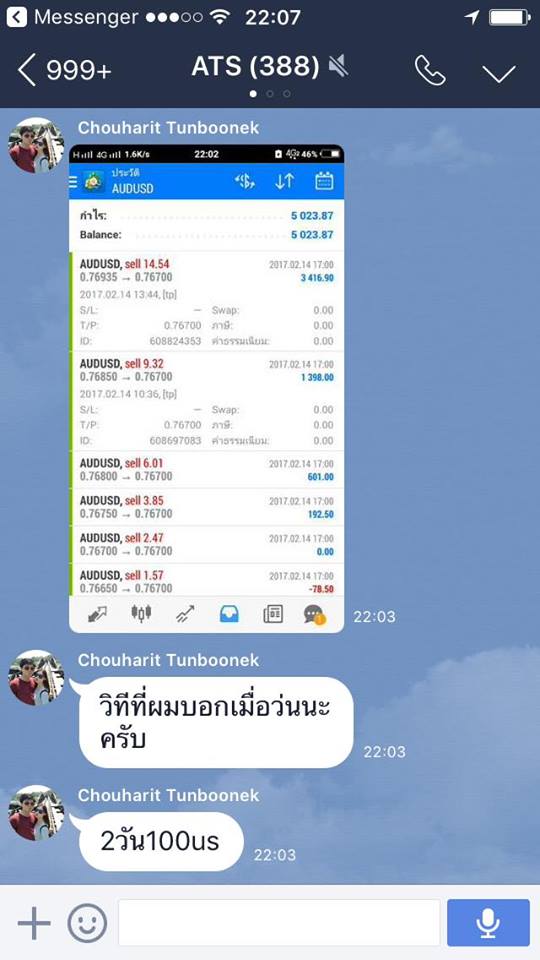 Messenger 22:07
999+ ATS (388)
Chouharit Tunboonek
4G 1.6K/s 22:02 4G 46%
ประวัติ
AUDUSD
กำไร: 5 023.87
Balance: 5 023.87
AUDUSD, sell 14.54 2017.02.14 17:00
0.76935 → 0.76700 3 416.90
2017.02.14 13:44, [tp]
S/L: – Swap: 0.00
T/P: 0.76700 ภาษี: 0.00
ID: 608824353 ค่าธรรมเนียม: 0.00
AUDUSD, sell 9.32 2017.02.14 17:00
0.76850 → 0.76700 1 398.00
2017.02.14 10:36, [tp]
S/L: – Swap: 0.00
T/P: 0.76700 ภาษี: 0.00
ID: 608697083 ค่าธรรมเนียม: 0.00
AUDUSD, sell 6.01 2017.02.14 17:00
0.76800 → 0.76700 601.00
AUDUSD, sell 3.85 2017.02.14 17:00
0.76750 → 0.76700 192.50
AUDUSD, sell 2.47 2017.02.14 17:00
0.76700 → 0.76700 0.00
AUDUSD, sell 1.57 2017.02.14 17:00
0.76650 → 0.76700 -78.50
1
22:03
Chouharit Tunboonek
วิทีที่ผมบอกเมื่อว่นนะ
ครับ
22:03
Chouharit Tunboonek
2วัน100us
22:03